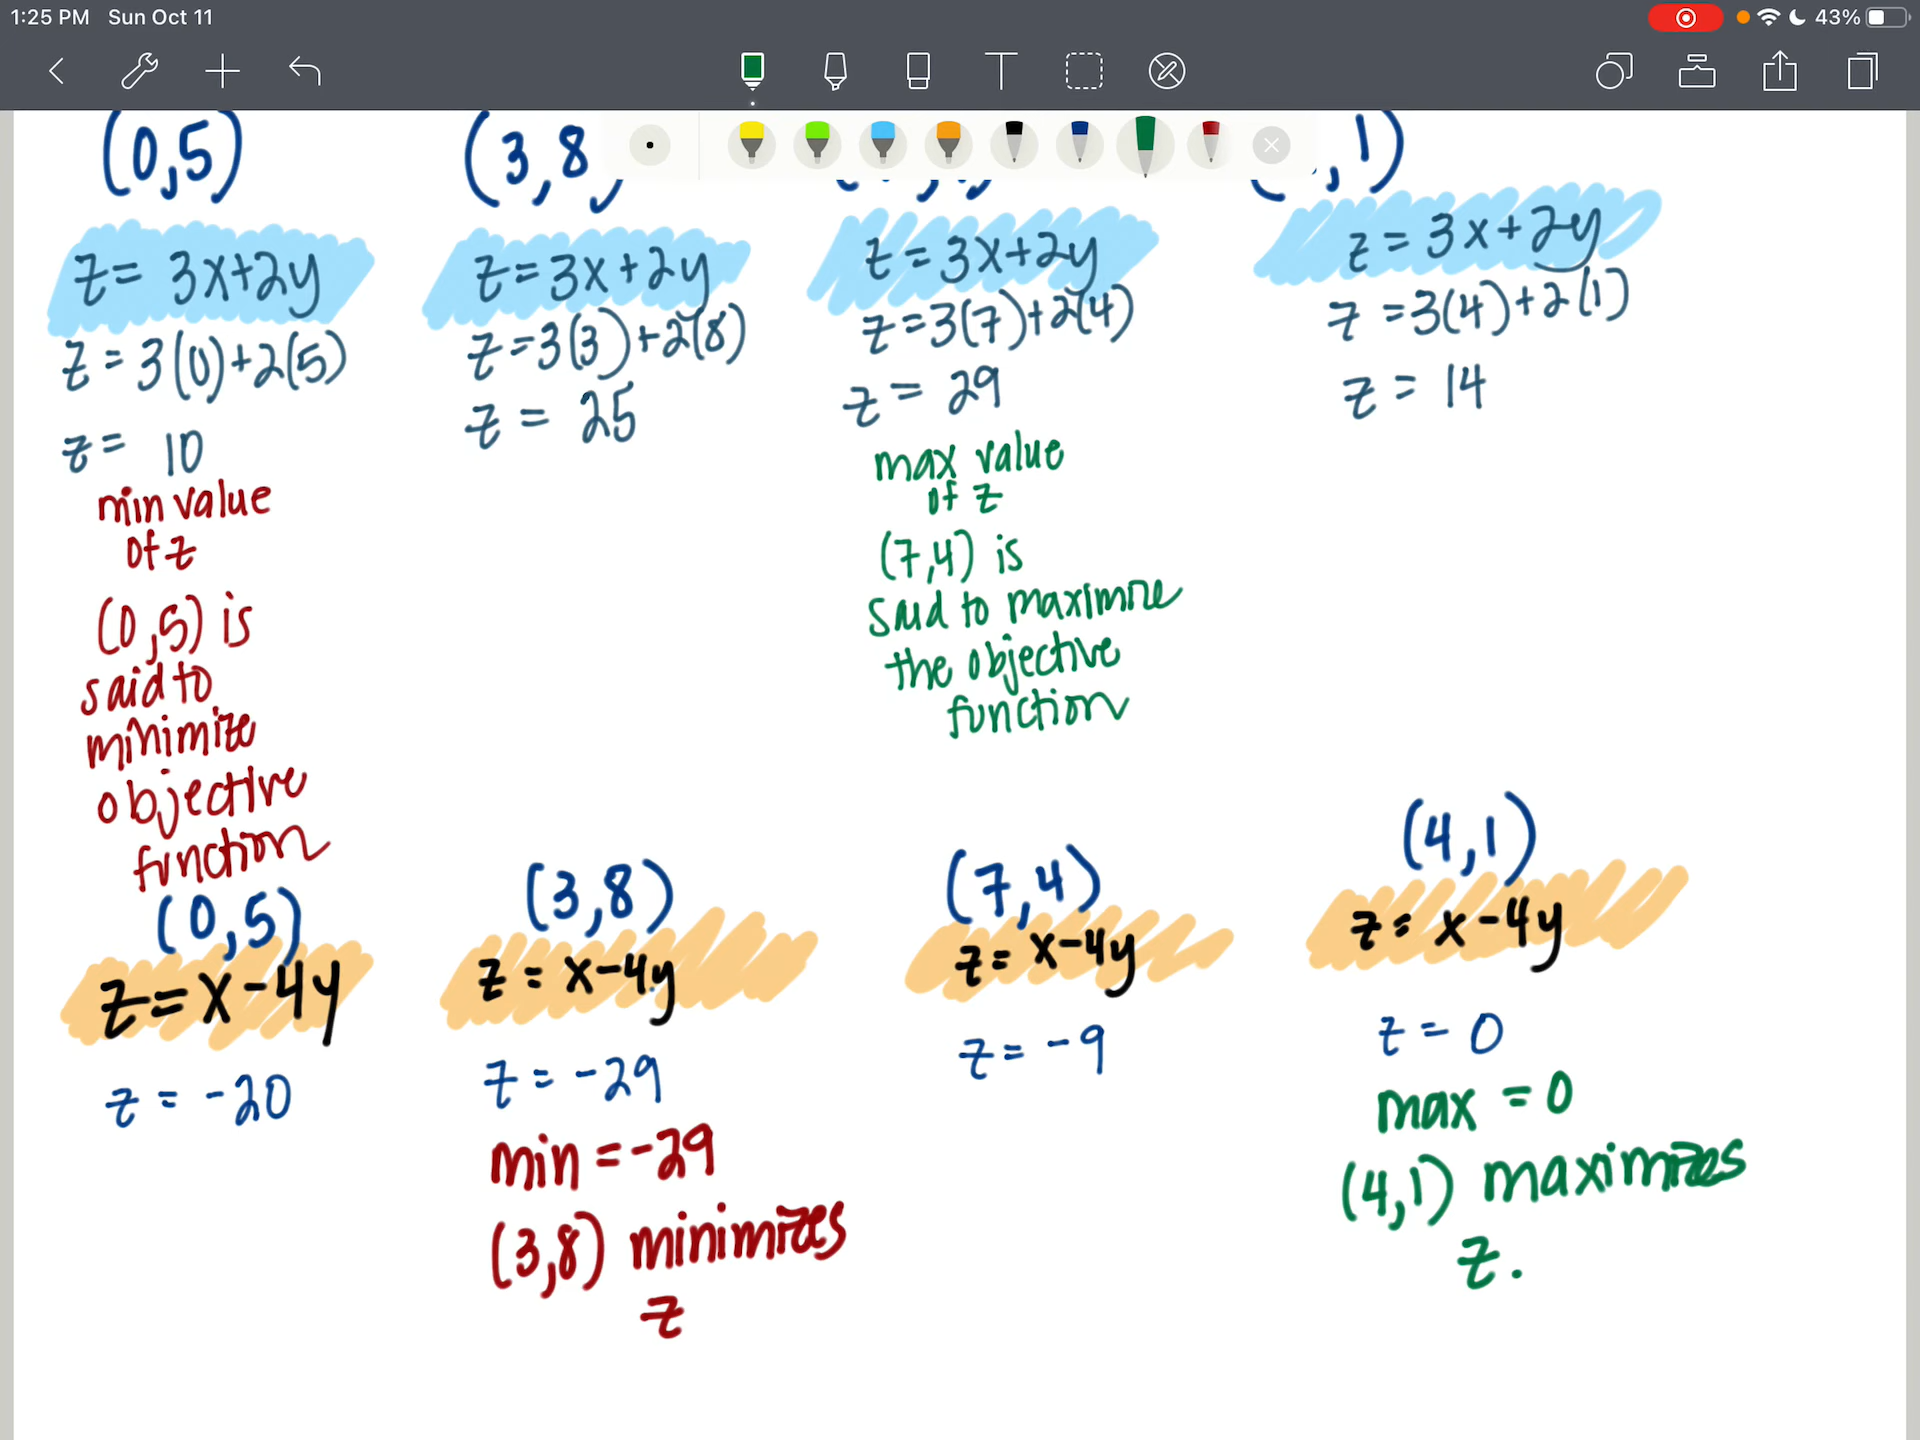 1:25 PM Sun Oct 11
43%
T
(0,5)
z = 3x+2y
z = 3(0)+2(5)
z = 10
min value
of z
(0,5) is
said to
minimize
objective
function
(3,8
z = 3x+2y
z = 3(3)+2(8)
z = 25
z = 3x+2y
z = 3(7)+2(4)
z = 29
max value
of z
(7,4) is
said to maximize
the objective
function
,1)
z = 3x+2y
z = 3(4)+2(1)
z = 14
(0,5)
z = x-4y
z = -20
(3,8)
z = x-4y
z = -29
min = -29
(3,8) minimizes
z
(7,4)
z = x-4y
z = -9
(4,1)
z = x-4y
z = 0
max = 0
(4,1) maximizes
z.